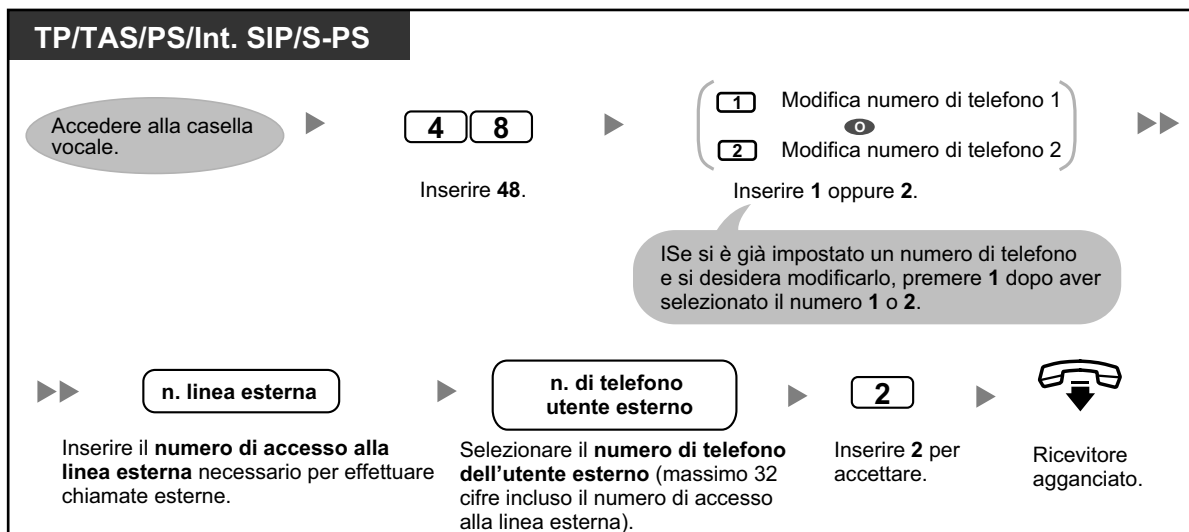 TP/TAS/PS/Int. SIP/S-PS
Accedere alla casella
vocale.
4 8
Inserire 48.
1 Modifica numero di telefono 1
O
2 Modifica numero di telefono 2
Inserire 1 oppure 2.
ISe si è già impostato un numero di telefono
e si desidera modificarlo, premere 1 dopo aver
selezionato il numero 1 o 2.
n. linea esterna
Inserire il numero di accesso alla
linea esterna necessario per effettuare
chiamate esterne.
n. di telefono
utente esterno
Selezionare il numero di telefono
dell'utente esterno (massimo 32
cifre incluso il numero di accesso
alla linea esterna).
2
Inserire 2 per
accettare.
Ricevitore
agganciato.